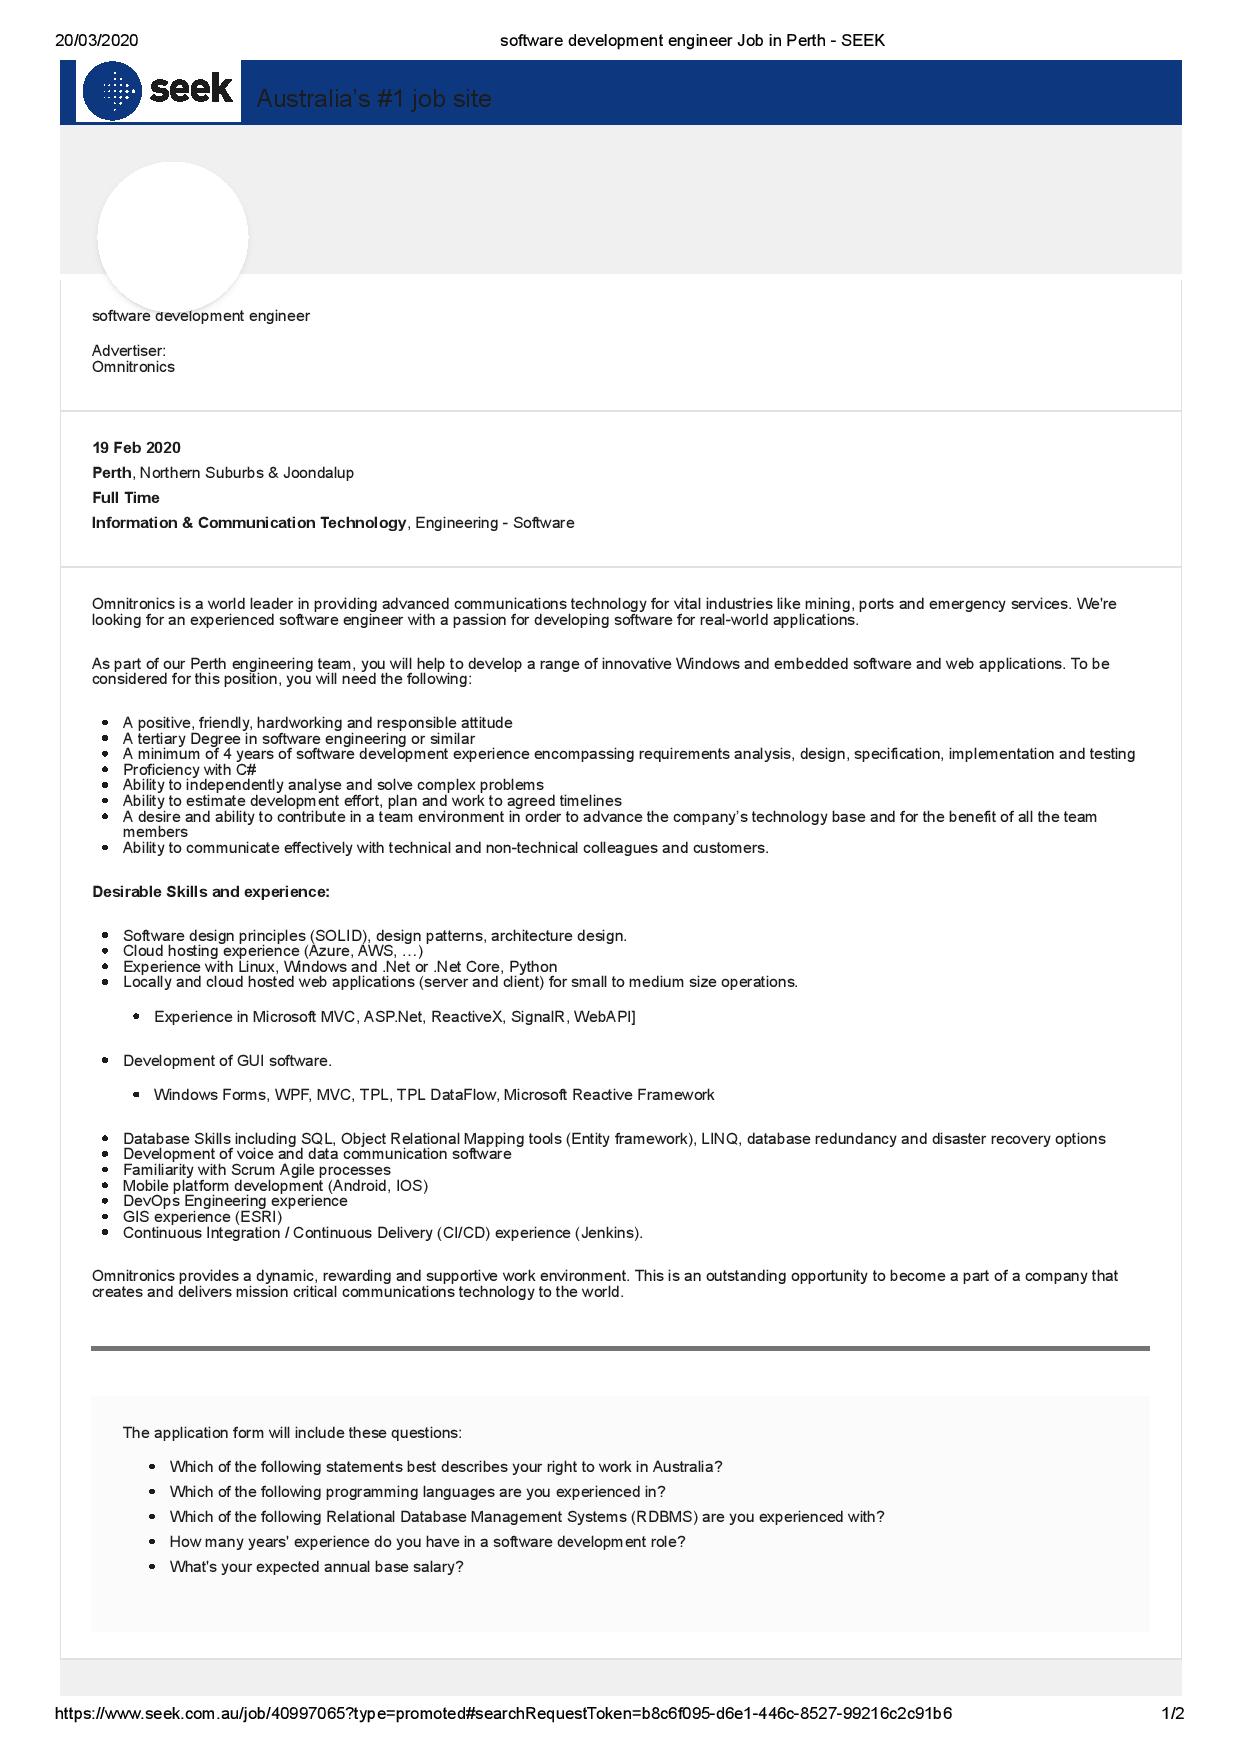 20/03/2020 software development engineer Job in Perth - SEEK
seek Australia's #1 job site
software development engineer
Advertiser:
Omnitronics
19 Feb 2020
Perth, Northern Suburbs & Joondalup
Full Time
Information & Communication Technology, Engineering - Software
Omnitronics is a world leader in providing advanced communications technology for vital industries like mining, ports and emergency services. We're
looking for an experienced software engineer with a passion for developing software for real-world applications.
As part of our Perth engineering team, you will help to develop a range of innovative Windows and embedded software and web applications. To be
considered for this position, you will need the following:
• A positive, friendly, hardworking and responsible attitude
• A tertiary Degree in software engineering or similar
• A minimum of 4 years of software development experience encompassing requirements analysis, design, specification, implementation and testing
• Proficiency with C#
• Ability to independently analyse and solve complex problems
• Ability to estimate development effort, plan and work to agreed timelines
• A desire and ability to contribute in a team environment in order to advance the company's technology base and for the benefit of all the team
members
• Ability to communicate effectively with technical and non-technical colleagues and customers.
Desirable Skills and experience:
• Software design principles (SOLID), design patterns, architecture design.
• Cloud hosting experience (Azure, AWS, …)
• Experience with Linux, Windows and .Net or .Net Core, Python
• Locally and cloud hosted web applications (server and client) for small to medium size operations.
• Experience in Microsoft MVC, ASP.Net, ReactiveX, SignalR, WebAPI]
• Development of GUI software.
• Windows Forms, WPF, MVC, TPL, TPL DataFlow, Microsoft Reactive Framework
• Database Skills including SQL, Object Relational Mapping tools (Entity framework), LINQ, database redundancy and disaster recovery options
• Development of voice and data communication software
• Familiarity with Scrum Agile processes
• Mobile platform development (Android, IOS)
• DevOps Engineering experience
• GIS experience (ESRI)
• Continuous Integration / Continuous Delivery (CI/CD) experience (Jenkins).
Omnitronics provides a dynamic, rewarding and supportive work environment. This is an outstanding opportunity to become a part of a company that
creates and delivers mission critical communications technology to the world.
The application form will include these questions:
• Which of the following statements best describes your right to work in Australia?
• Which of the following programming languages are you experienced in?
• Which of the following Relational Database Management Systems (RDBMS) are you experienced with?
• How many years' experience do you have in a software development role?
• What's your expected annual base salary?
https://www.seek.com.au/job/40997065?type=promoted#searchRequestToken=b8c6f095-d6e1-446c-8527-99216c2c91b6 1/2